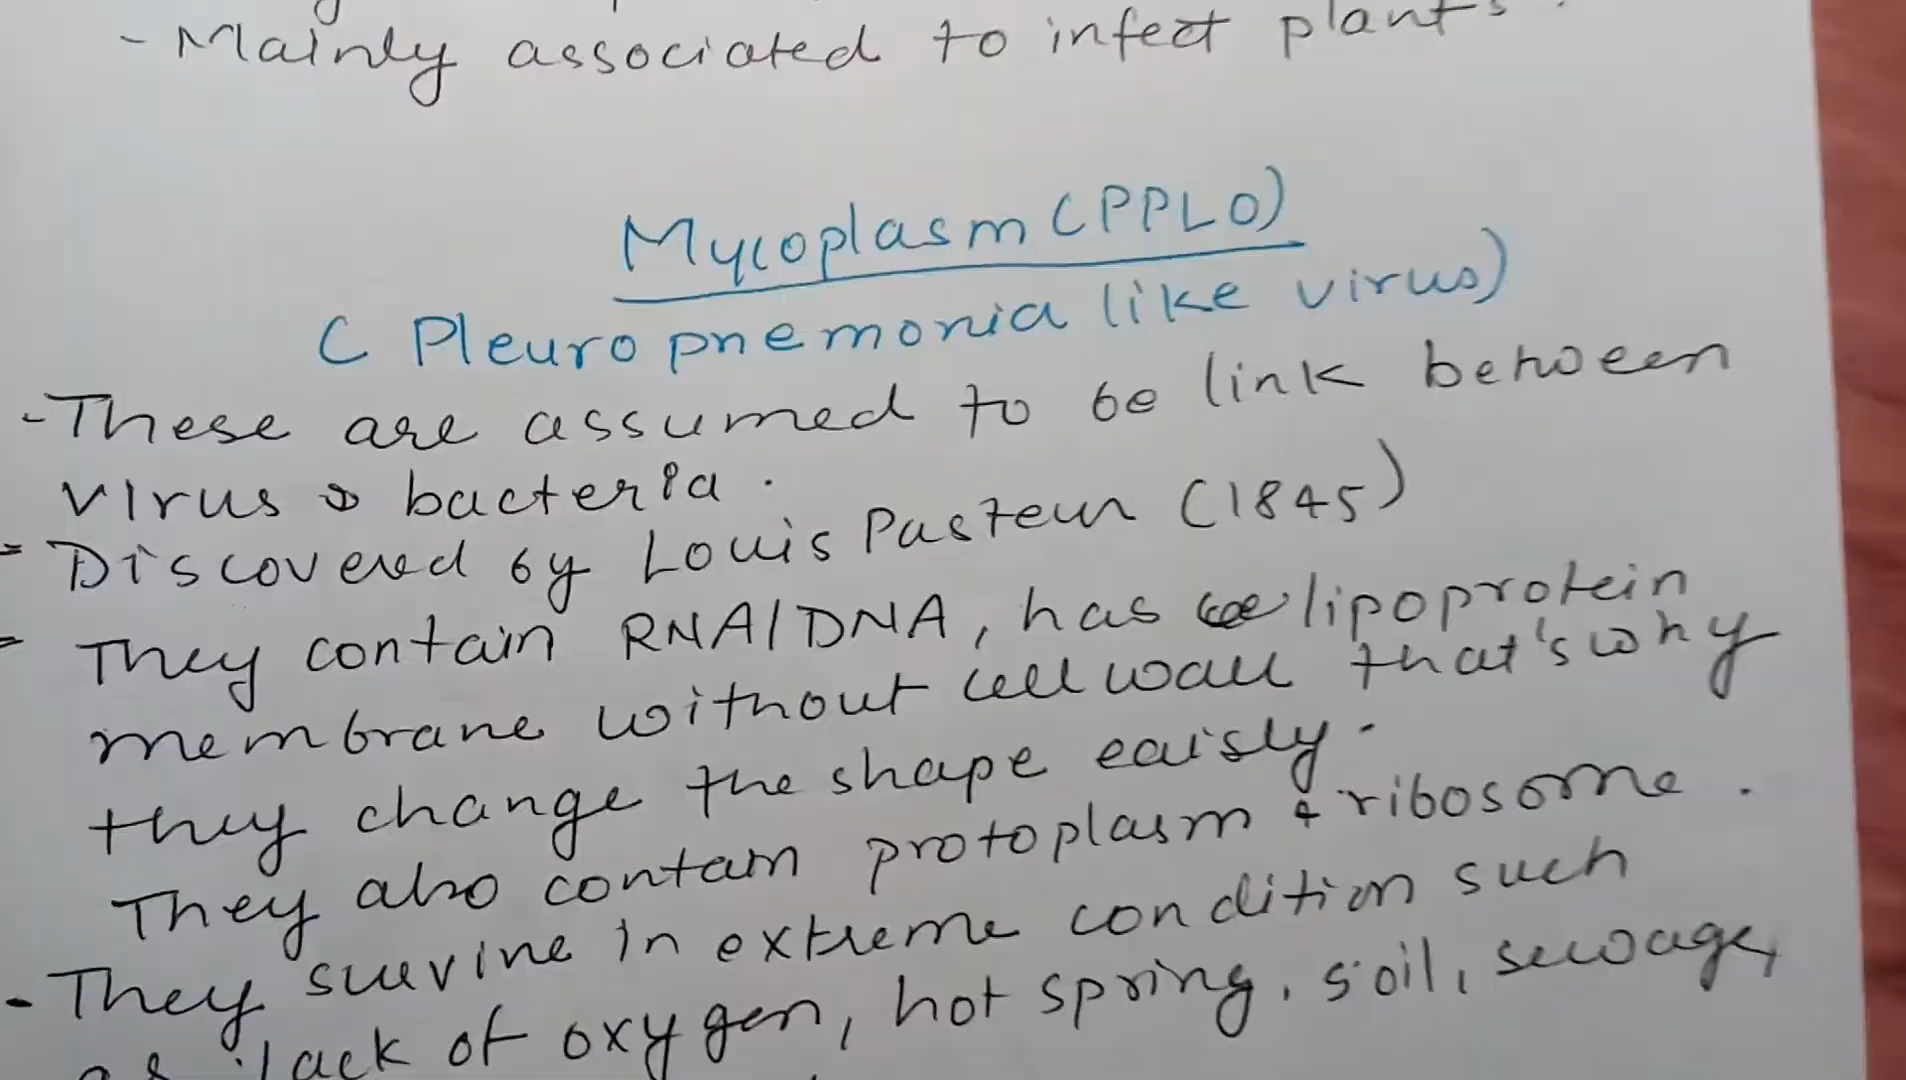 - Mainly associated to infect plants.
Mycoplasm (PPLO)
( Pleuropnemonia like virus)
- These are assumed to be link between
virus & bacteria.
= Discovered by Louis Pasteur (1845)
= They contain RNA/DNA, has lipoprotein
membrane without cell wall that's why
they change the shape eaisly.
They also contain protoplasm & ribosome.
- They survine in extreme condition such
as lack of oxygen, hot spring, soil, sewage,